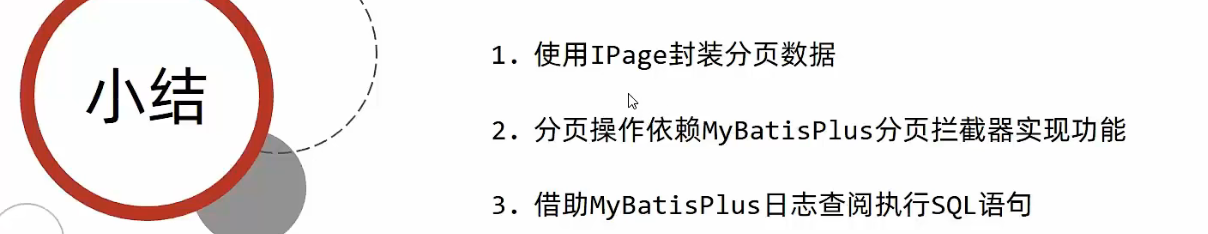 小结
1. 使用IPage封装分页数据
2. 分页操作依赖MyBatisPlus分页拦截器实现功能
3. 借助MyBatisPlus日志查阅执行SQL语句